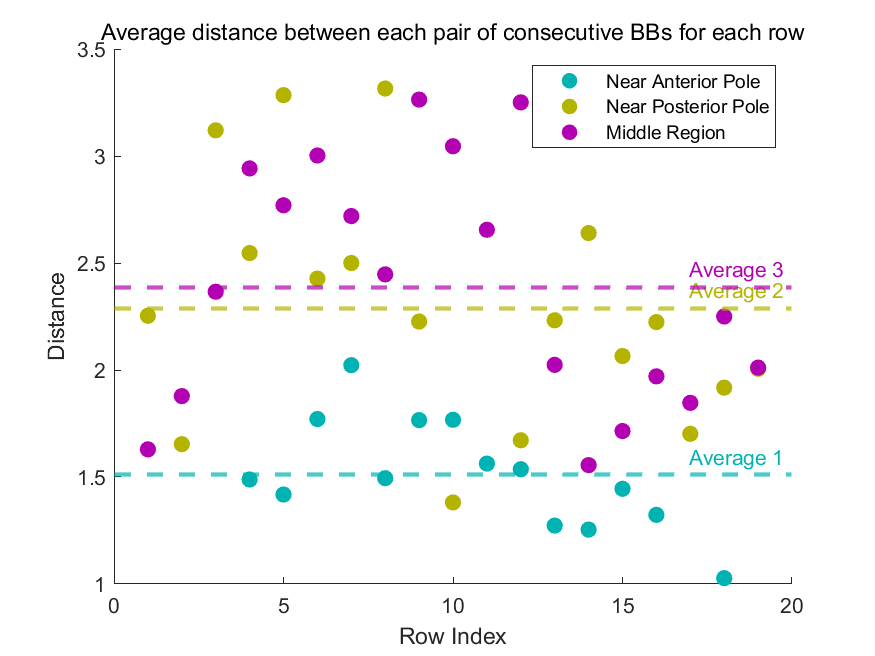 Average distance between each pair of consecutive BBs for each row
3.5
3
2.5
2
1.5
1
Distance
Near Anterior Pole
Near Posterior Pole
Middle Region
Average 3
Average 2
Average 1
0
5
10
15
20
Row Index